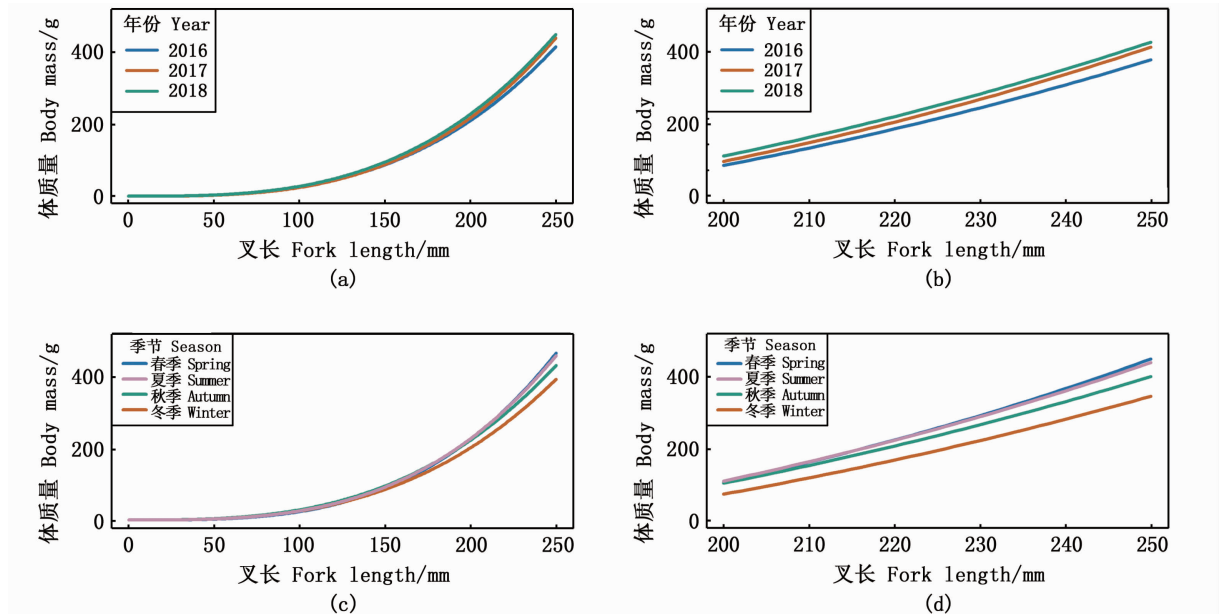 年份 Year
2016
2017
2018
400
200
0
体质量 Body mass/g
0
50
100
150
200
250
叉长 Fork length/mm
(a)
年份 Year
2016
2017
2018
400
200
0
体质量 Body mass/g
200
210
220
230
240
250
叉长 Fork length/mm
(b)
季节 Season
春季 Spring
夏季 Summer
秋季 Autumn
冬季 Winter
400
200
0
体质量 Body mass/g
0
50
100
150
200
250
叉长 Fork length/mm
(c)
季节 Season
春季 Spring
夏季 Summer
秋季 Autumn
冬季 Winter
400
200
0
体质量 Body mass/g
200
210
220
230
240
250
叉长 Fork length/mm
(d)